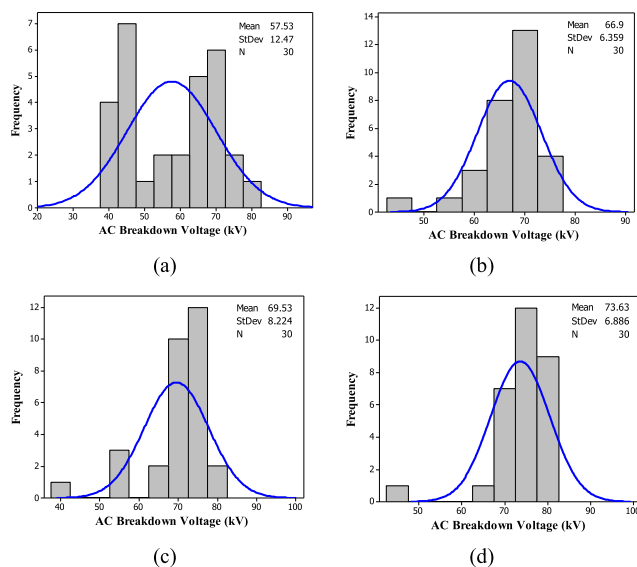 Mean 57.53
StDev 12.47
N 30
Frequency
7
6
5
4
3
2
1
0
20 30 40 50 60 70 80 90
AC Breakdown Voltage (kV)
(a)
Mean 66.9
StDev 6.359
N 30
Frequency
14
12
10
8
6
4
2
0
50 60 70 80 90
AC Breakdown Voltage (kV)
(b)
Mean 69.53
StDev 8.224
N 30
Frequency
12
10
8
6
4
2
0
40 50 60 70 80 90 100
AC Breakdown Voltage (kV)
(c)
Mean 73.63
StDev 6.886
N 30
Frequency
12
10
8
6
4
2
0
50 60 70 80 90 100
AC Breakdown Voltage (kV)
(d)